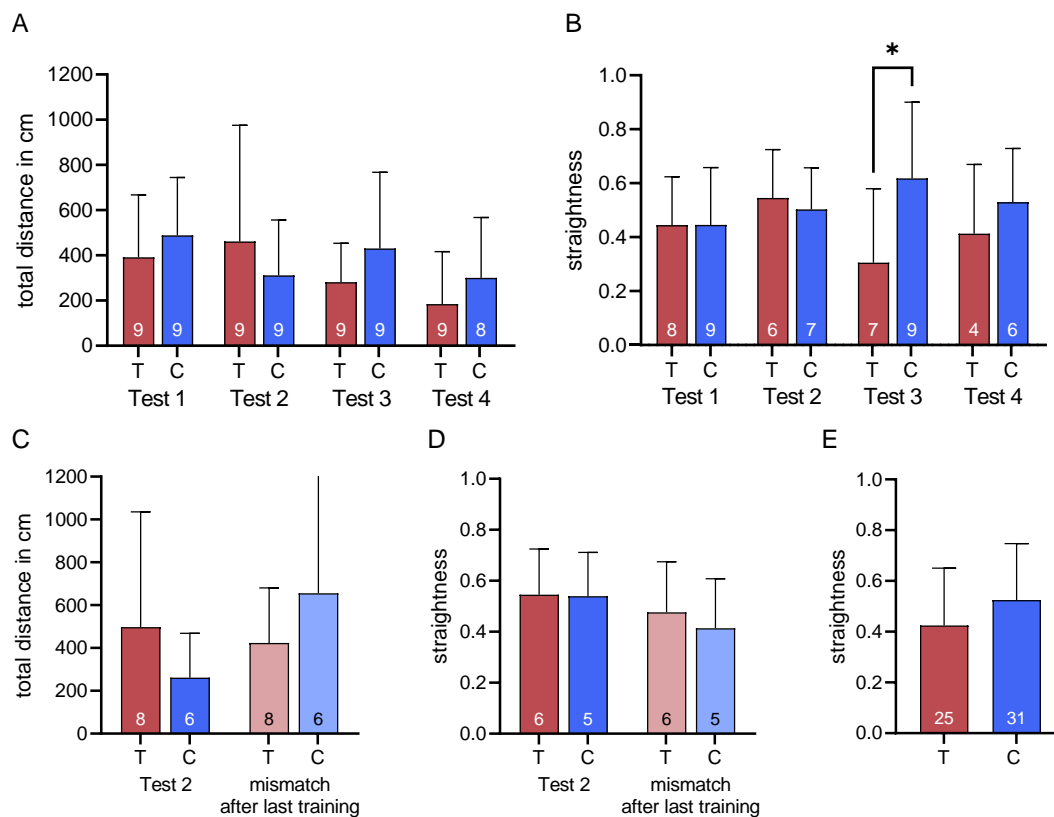 A
total distance in cm
1200
1000
800
600
400
200
0
9 9 9 9 9 9 9 8
T C T C T C T C
Test 1 Test 2 Test 3 Test 4
B
straightness
*
1.0
0.8
0.6
0.4
0.2
0.0
8 9 6 7 7 9 4 6
T C T C T C T C
Test 1 Test 2 Test 3 Test 4
C
total distance in cm
1200
1000
800
600
400
200
0
8 6 8 6
T C T C
Test 2 mismatch
after last training
D
straightness
1.0
0.8
0.6
0.4
0.2
0.0
6 5 6 5
T C T C
Test 2 mismatch
after last training
E
straightness
1.0
0.8
0.6
0.4
0.2
0.0
25 31
T C